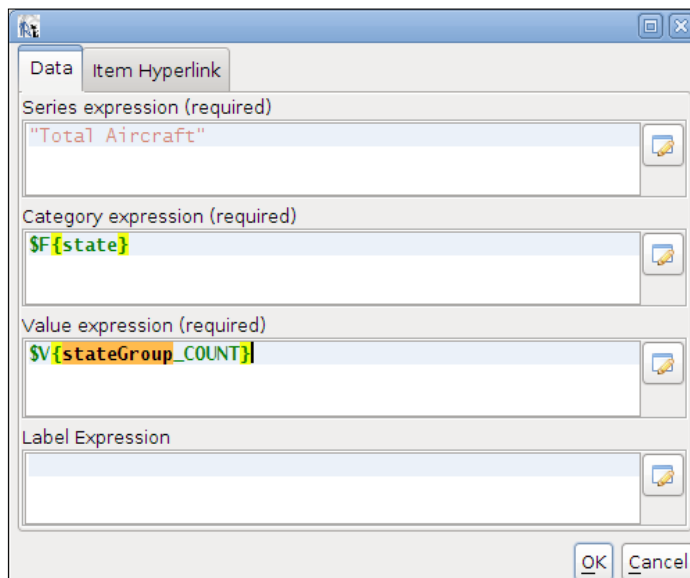 Data
Item Hyperlink
Series expression (required)
"Total Aircraft"
Category expression (required)
$F{state}
Value expression (required)
$V{stateGroup_COUNT}
Label Expression
OK
Cancel